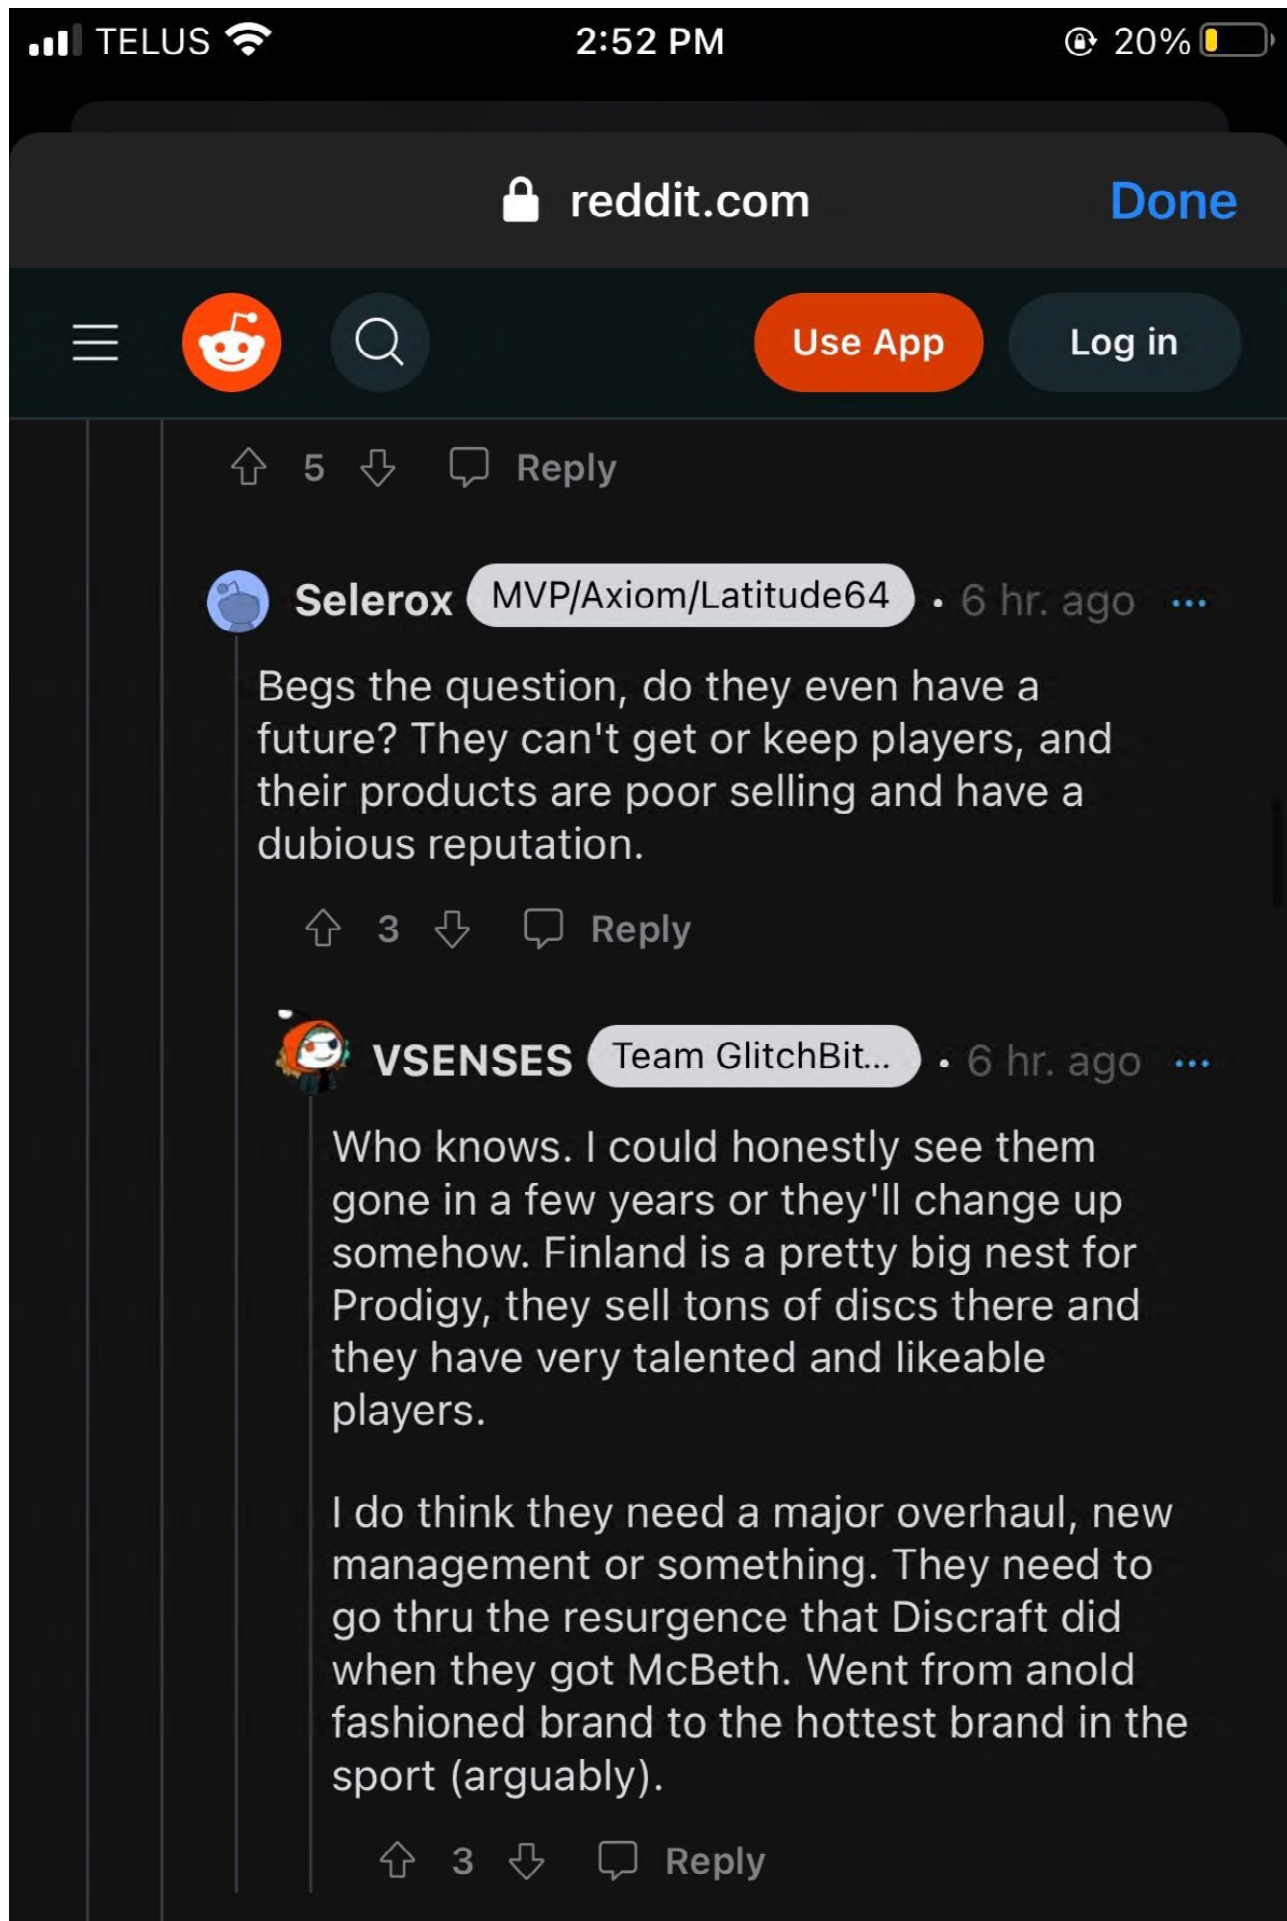 TELUS 2:52 PM 20%
reddit.com Done
Use App Log in
5 Reply
Selerox MVP/Axiom/Latitude64 • 6 hr. ago ...
Begs the question, do they even have a
future? They can't get or keep players, and
their products are poor selling and have a
dubious reputation.
3 Reply
VSENSES Team GlitchBit... • 6 hr. ago ...
Who knows. I could honestly see them
gone in a few years or they'll change up
somehow. Finland is a pretty big nest for
Prodigy, they sell tons of discs there and
they have very talented and likeable
players.
I do think they need a major overhaul, new
management or something. They need to
go thru the resurgence that Discraft did
when they got McBeth. Went from anold
fashioned brand to the hottest brand in the
sport (arguably).
3 Reply